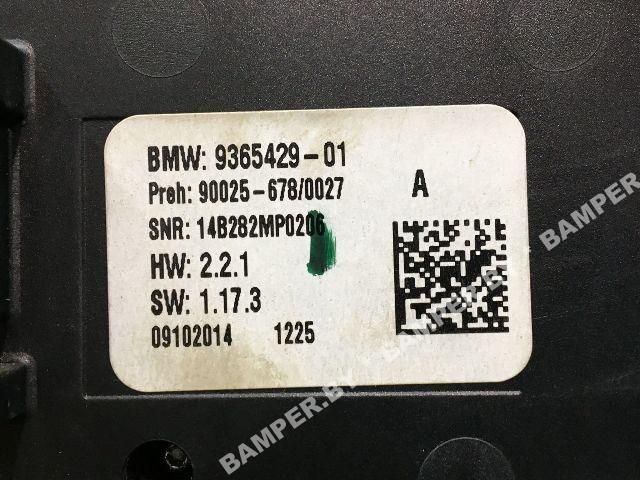 BMW: 9365429-01
Preh: 90025-678/0027 A
SNR: 14B282MP0206
HW: 2.2.1
SW: 1.17.3
09102014 1225
BAMPER.BY - BAMPER.BY - BAMPER.BY